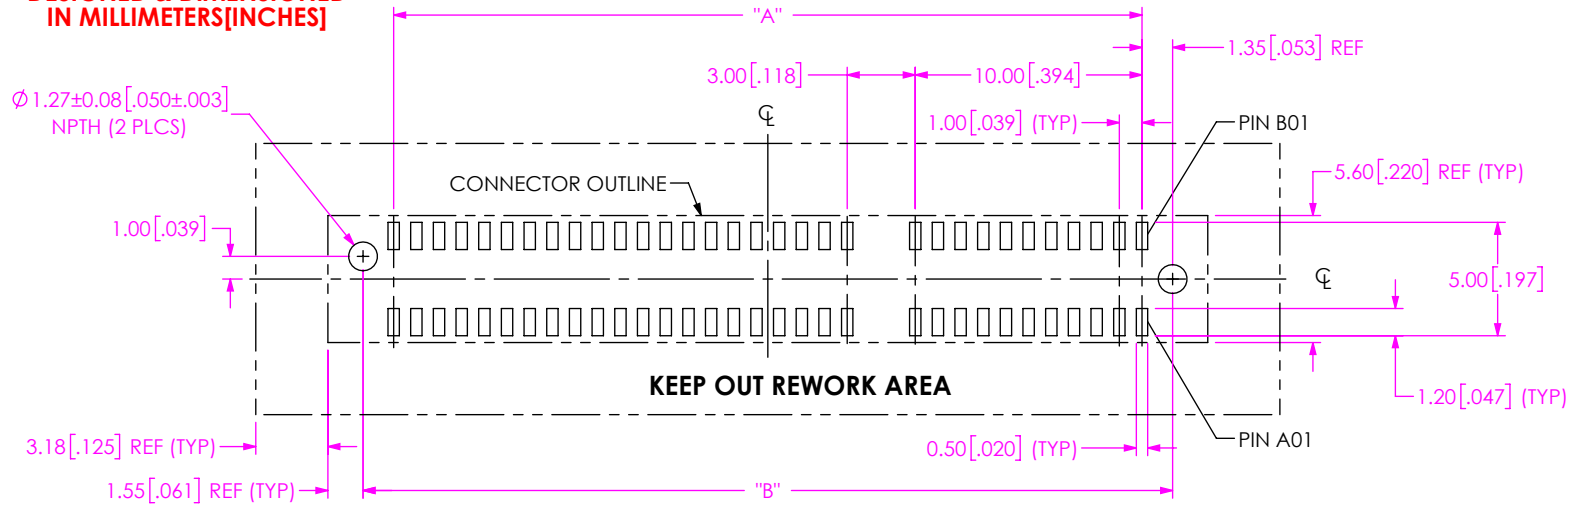 DESIGNED & DIMENSIONED
IN MILLIMETERS[INCHES]
"A"
1.35[.053] REF
3.00[.118]
10.00[.394]
Ø1.27±0.08[.050±.003]
NPTH (2 PLCS)
℄
1.00[.039] (TYP)
PIN B01
CONNECTOR OUTLINE
5.60[.220] REF (TYP)
1.00[.039]
℄
5.00[.197]
KEEP OUT REWORK AREA
1.20[.047] (TYP)
3.18[.125] REF (TYP)
0.50[.020] (TYP)
PIN A01
1.55[.061] REF (TYP)
"B"